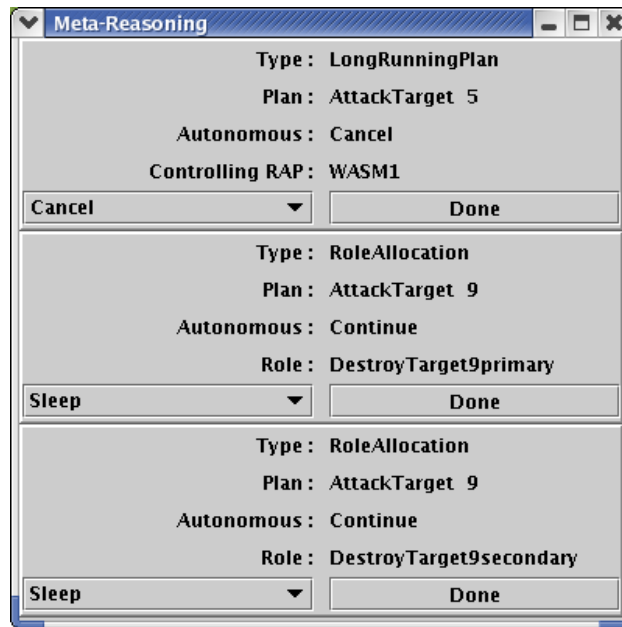 Meta-Reasoning
Type: LongRunningPlan
Plan: AttackTarget 5
Autonomous: Cancel
Controlling RAP: WASM1
Cancel Done
Type: RoleAllocation
Plan: AttackTarget 9
Autonomous: Continue
Role: DestroyTarget9primary
Sleep Done
Type: RoleAllocation
Plan: AttackTarget 9
Autonomous: Continue
Role: DestroyTarget9secondary
Sleep Done